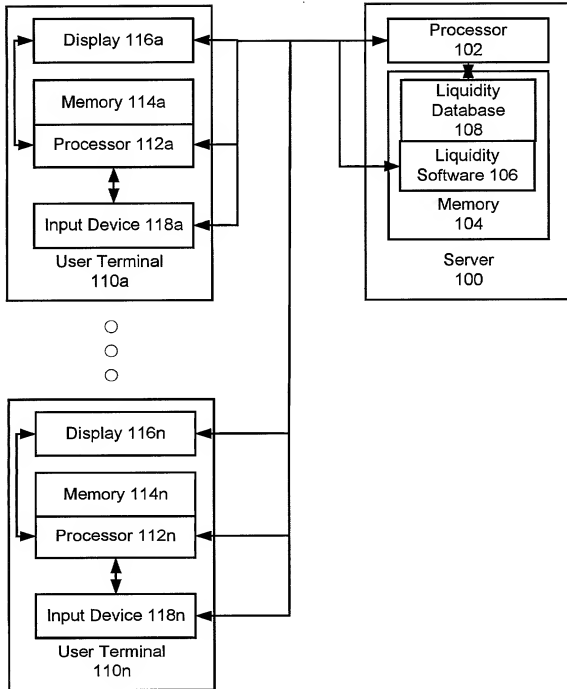 Display 116a
Memory 114a
Processor 112a
Input Device 118a
User Terminal
110a
Processor
102
Liquidity
Database
108
Liquidity
Software 106
Memory
104
Server
100
Display 116n
Memory 114n
Processor 112n
Input Device 118n
User Terminal
110n